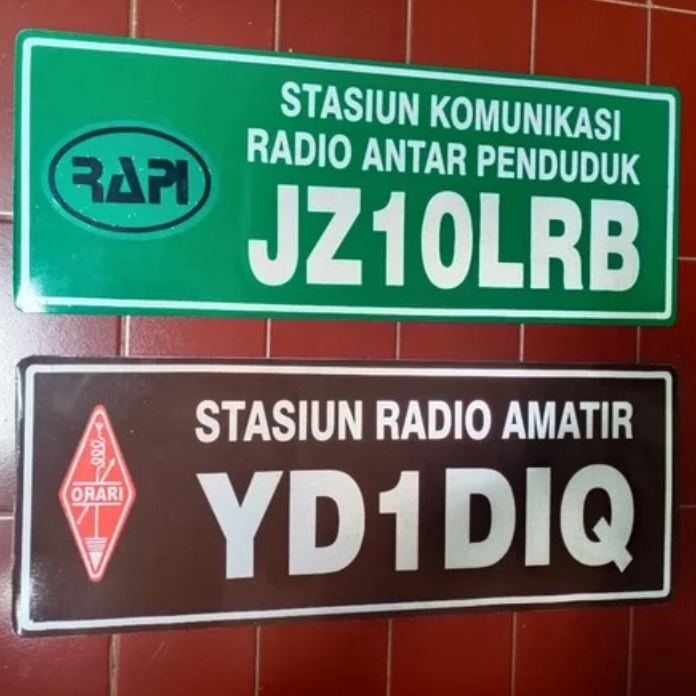 RAPI
STASIUN KOMUNIKASI
RADIO ANTAR PENDUDUK
JZ10LRB
ORARI
STASIUN RADIO AMATIR
YD1DIQ